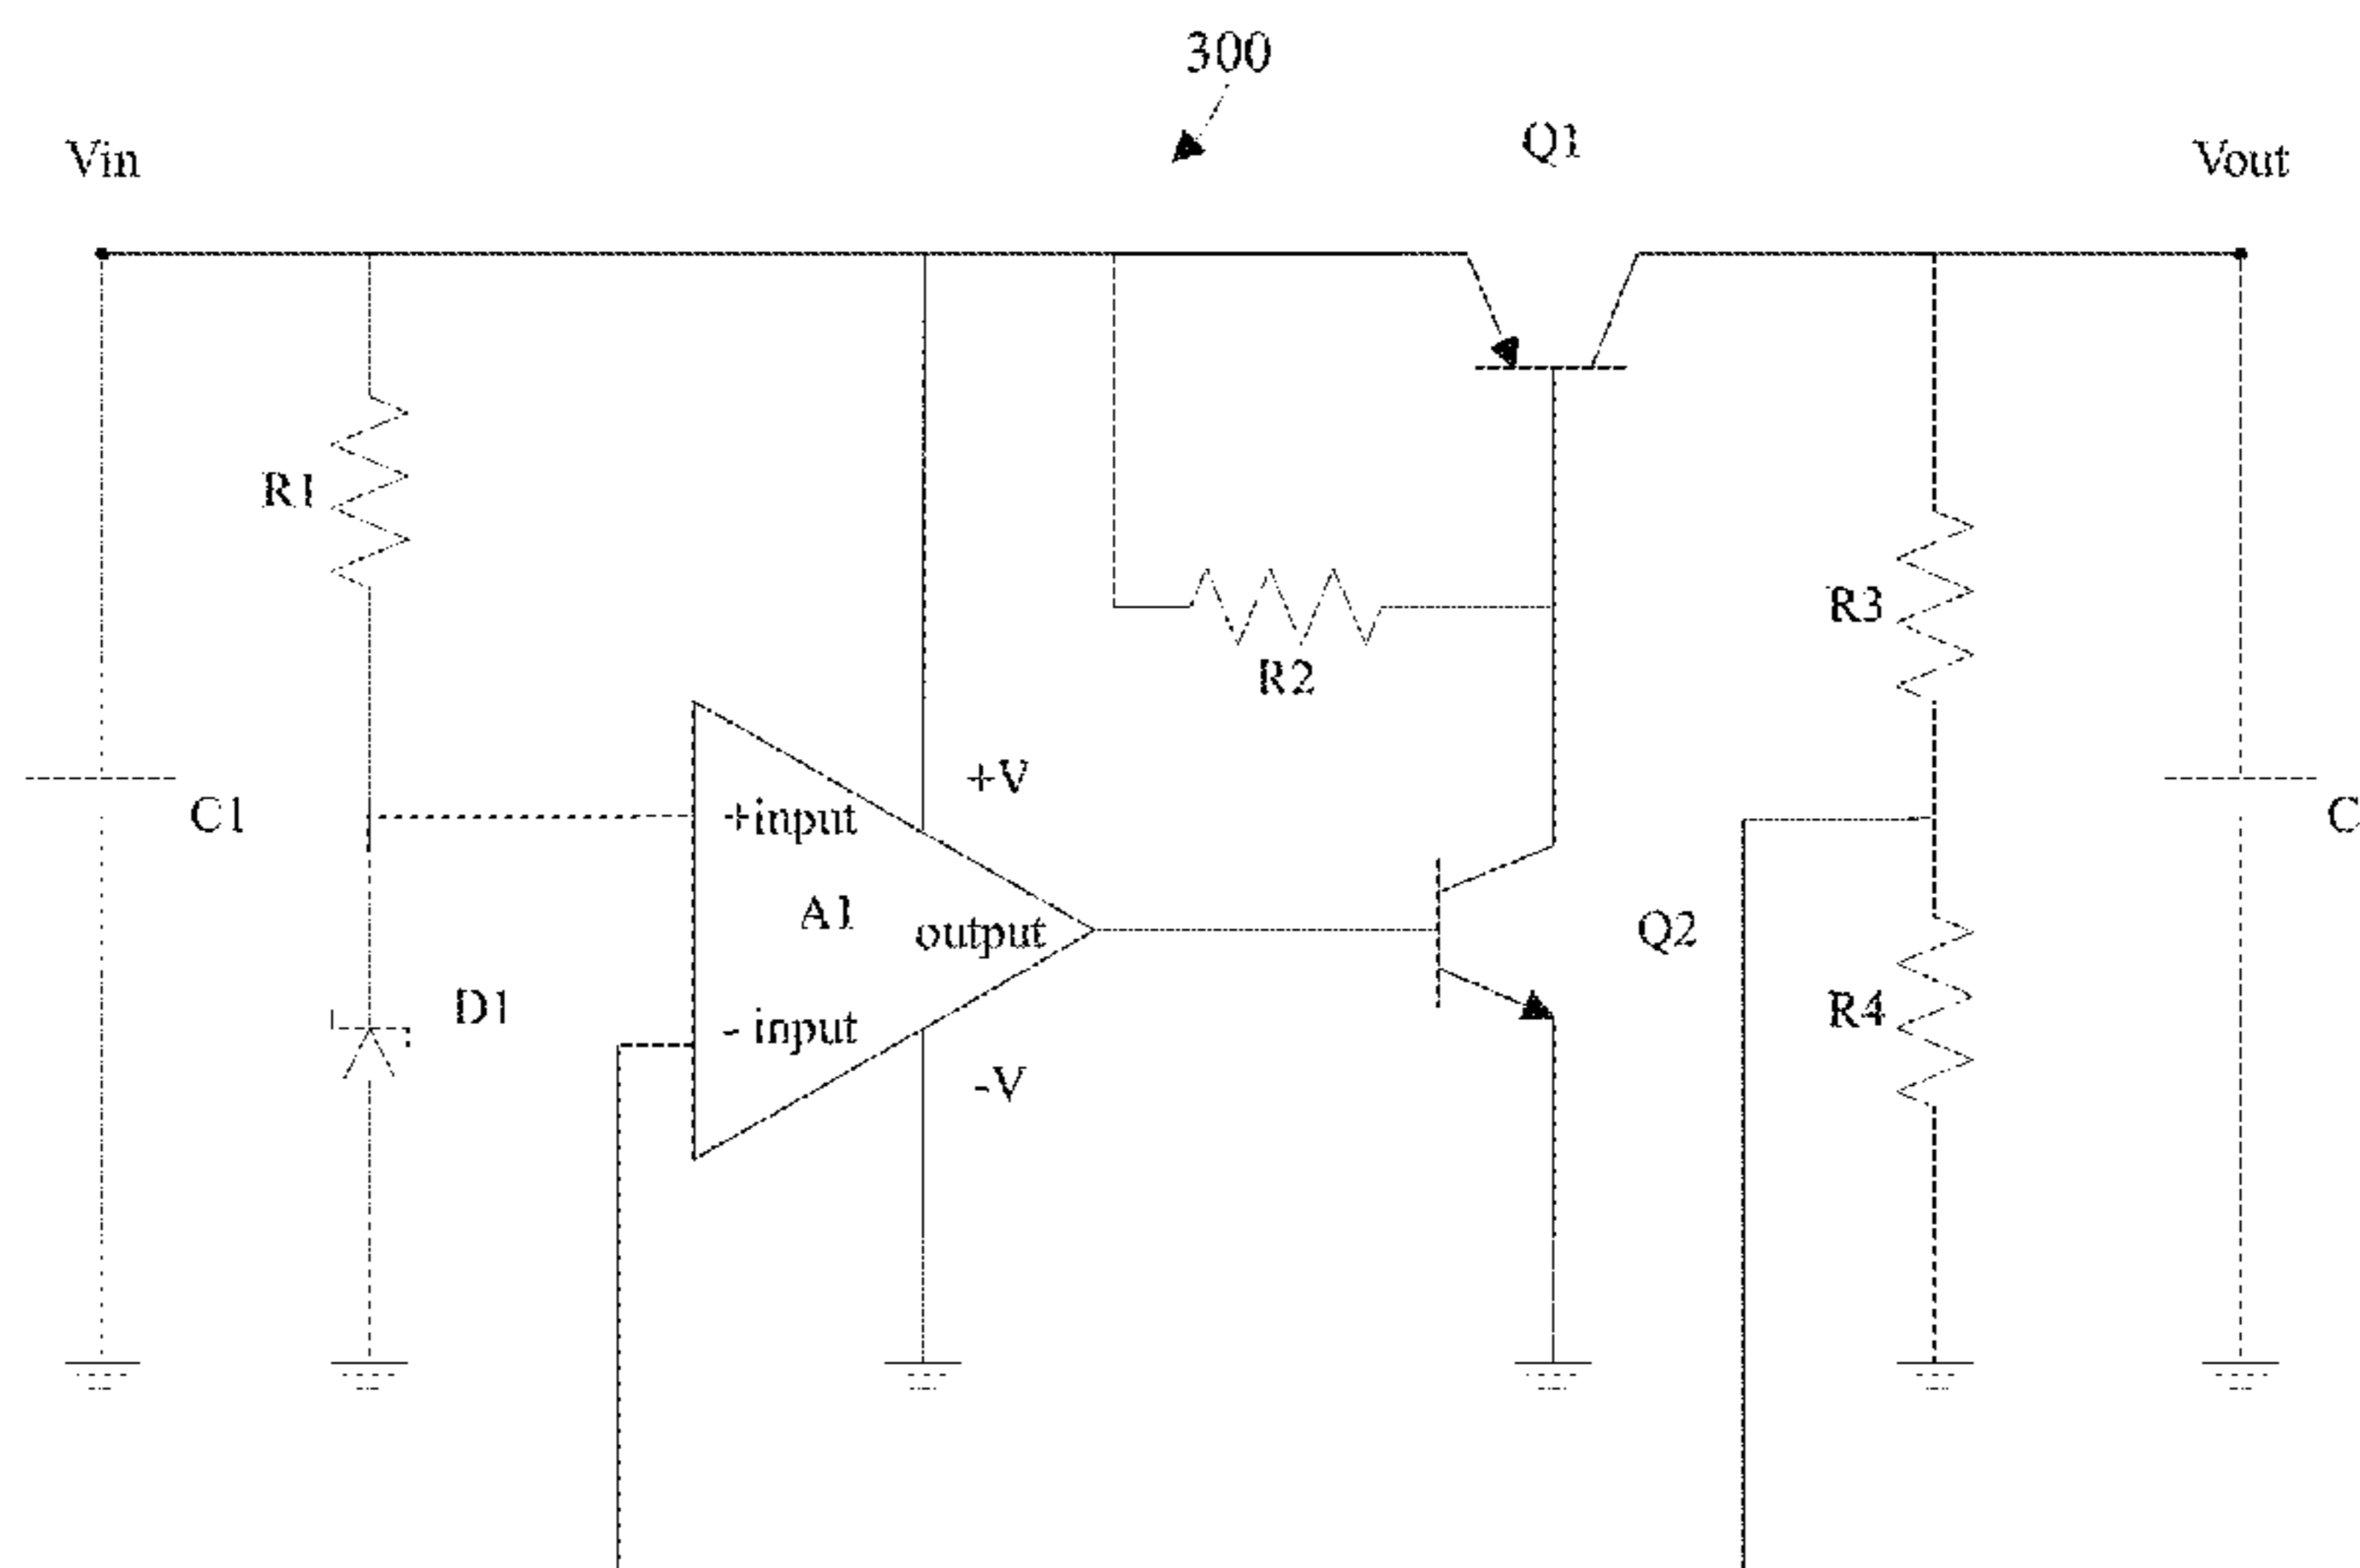 300
Q1
Vin
Vout
R1
R3
R2
+V
C1
+input
C
A1
output
Q2
D1
- input
R4
-V